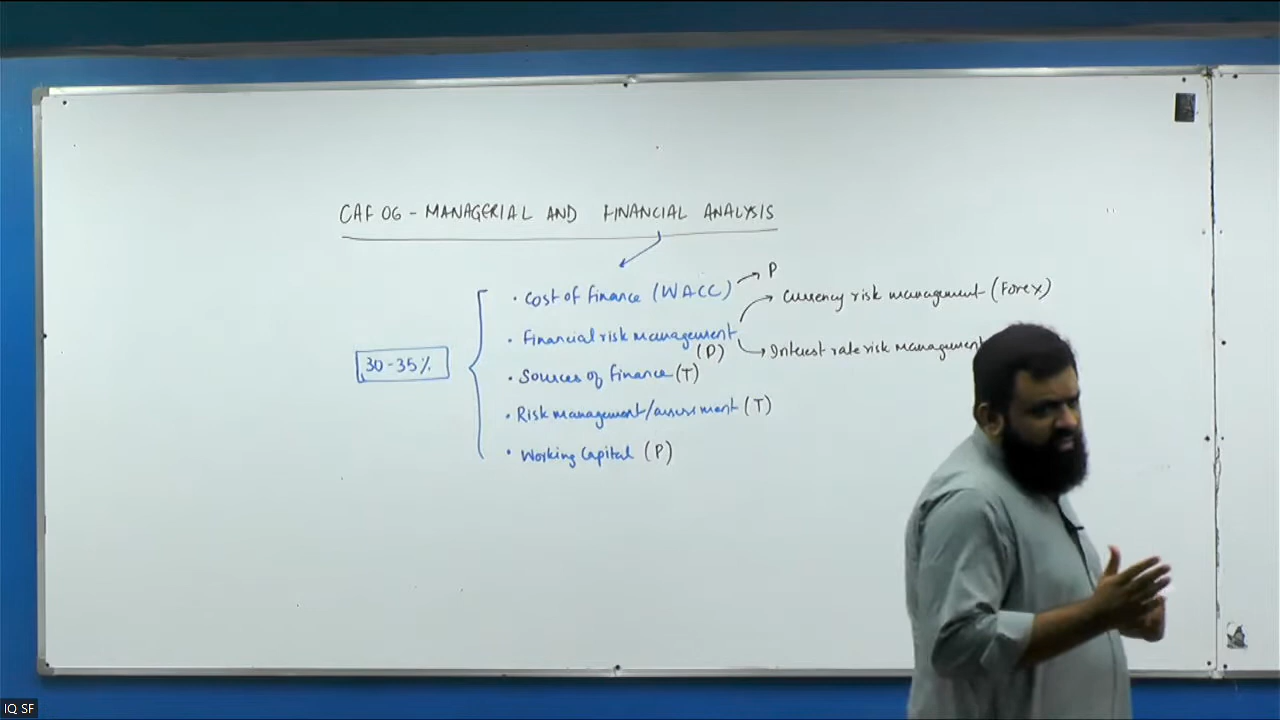 CAF 06 - MANAGERIAL AND FINANCIAL ANALYSIS
• Cost of finance (WACC) → P
→ Currency risk management (Forex)
30-35%
• Financial risk management
(P)
→ Interest rate risk management
• Sources of finance (T)
• Risk management/assessment (T)
• Working Capital (P)
IQ SF